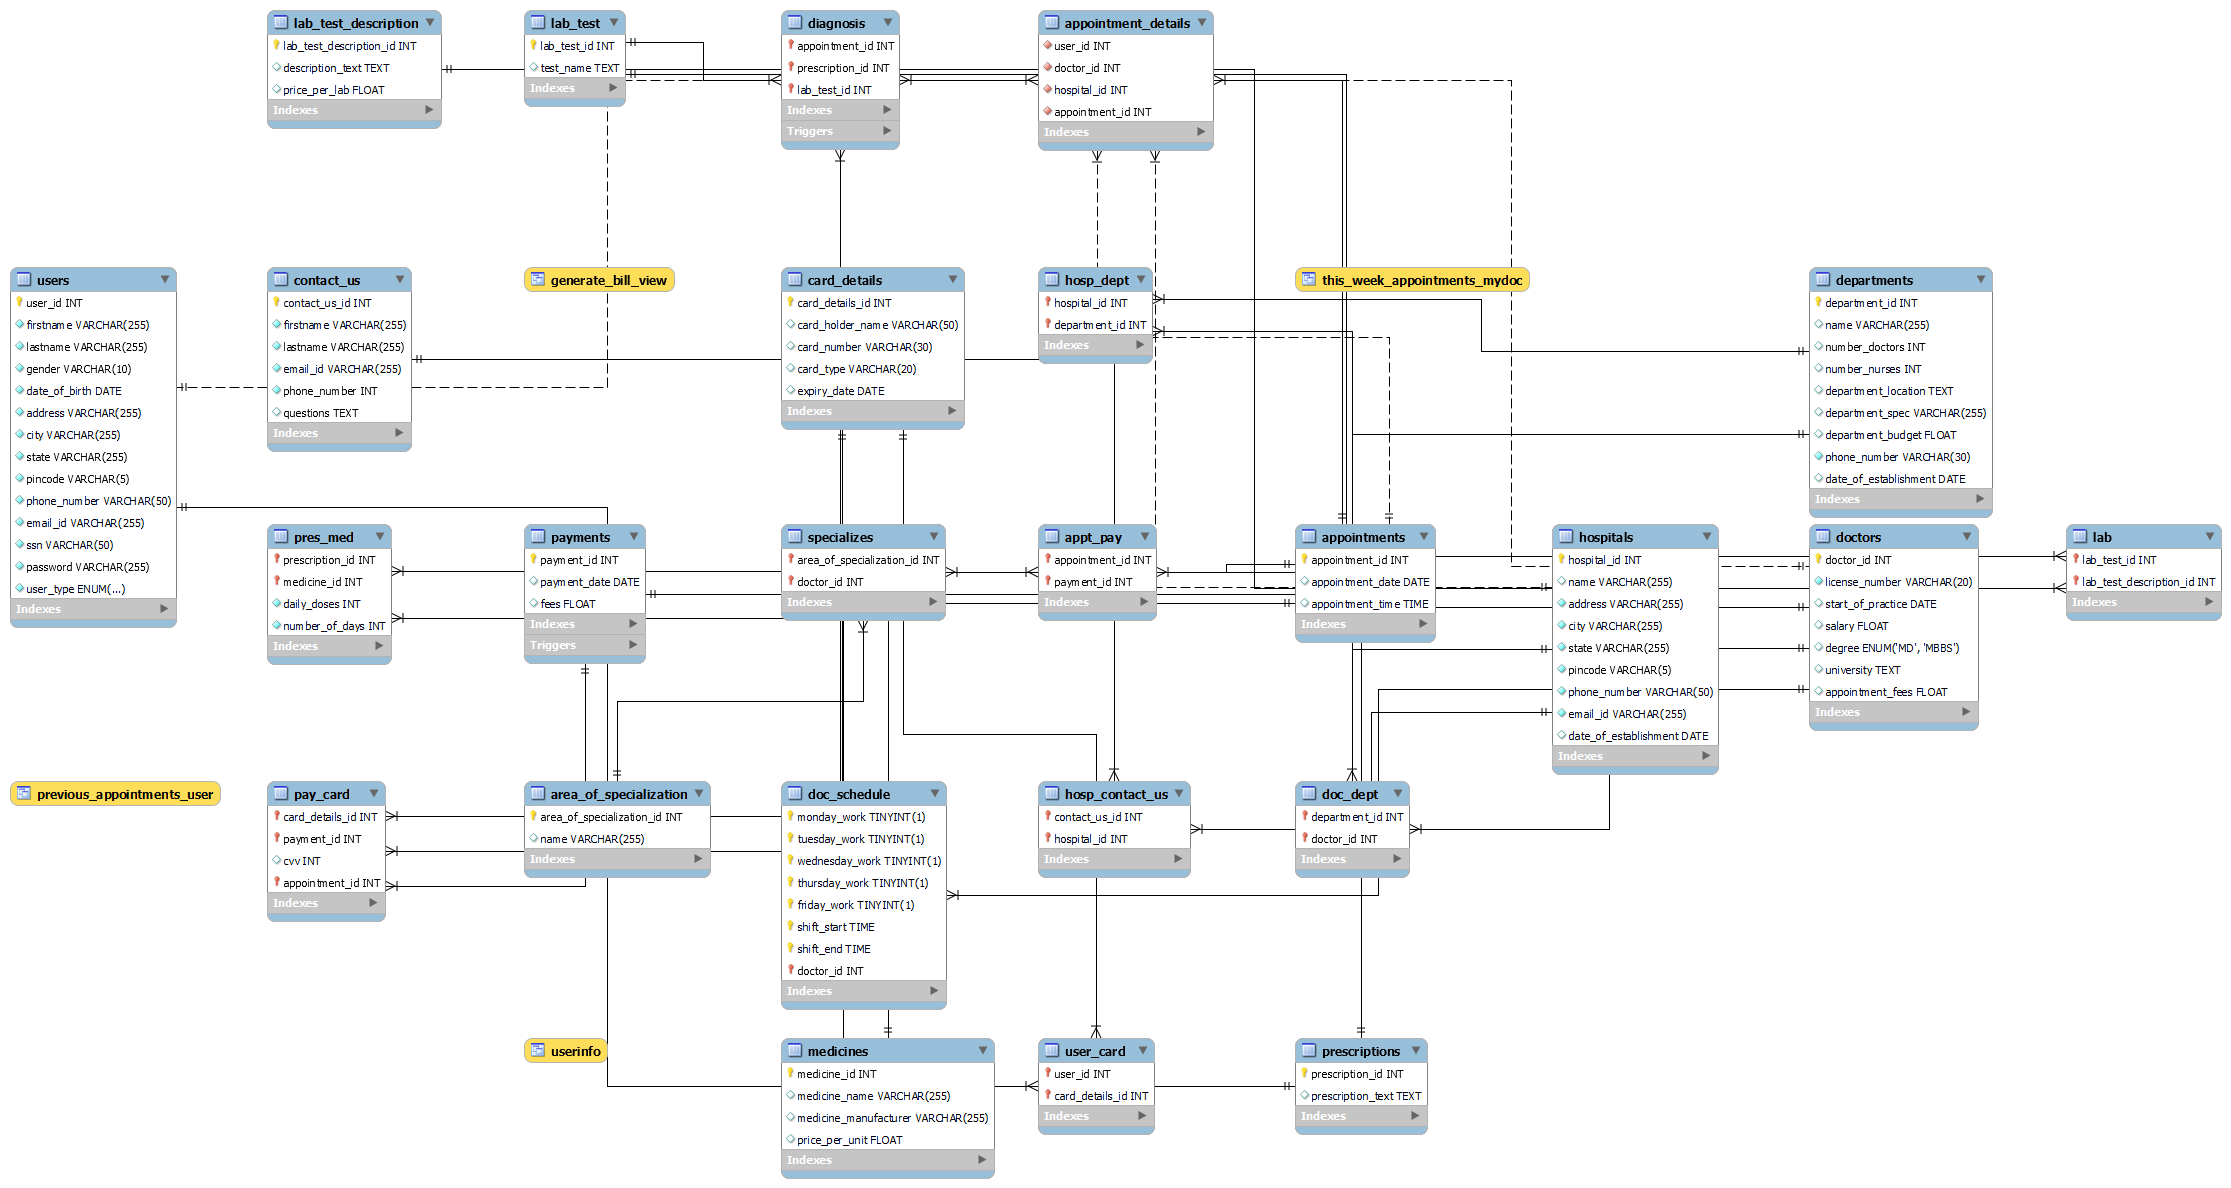 lab_test_description
lab_test_description_id INT
description_text TEXT
price_per_lab FLOAT
Indexes
lab_test
lab_test_id INT
test_name TEXT
Indexes
diagnosis
appointment_id INT
prescription_id INT
lab_test_id INT
Indexes
Triggers
appointment_details
user_id INT
doctor_id INT
hospital_id INT
appointment_id INT
Indexes
users
user_id INT
firstname VARCHAR(255)
lastname VARCHAR(255)
gender VARCHAR(10)
date_of_birth DATE
address VARCHAR(255)
city VARCHAR(255)
state VARCHAR(255)
pincode VARCHAR(5)
phone_number VARCHAR(50)
email_id VARCHAR(255)
ssn VARCHAR(50)
password VARCHAR(255)
user_type ENUM(...)
Indexes
contact_us
contact_us_id INT
firstname VARCHAR(255)
lastname VARCHAR(255)
email_id VARCHAR(255)
phone_number INT
questions TEXT
Indexes
generate_bill_view
card_details
card_details_id INT
card_holder_name VARCHAR(50)
card_number VARCHAR(30)
card_type VARCHAR(20)
expiry_date DATE
Indexes
hosp_dept
hospital_id INT
department_id INT
Indexes
this_week_appointments_mydoc
departments
department_id INT
name VARCHAR(255)
number_doctors INT
number_nurses INT
department_location TEXT
department_spec VARCHAR(255)
department_budget FLOAT
phone_number VARCHAR(30)
date_of_establishment DATE
Indexes
pres_med
prescription_id INT
medicine_id INT
daily_doses INT
number_of_days INT
Indexes
payments
payment_id INT
payment_date DATE
fees FLOAT
Indexes
Triggers
specializes
area_of_specialization_id INT
doctor_id INT
Indexes
appt_pay
appointment_id INT
payment_id INT
Indexes
appointments
appointment_id INT
appointment_date DATE
appointment_time TIME
Indexes
hospitals
hospital_id INT
name VARCHAR(255)
address VARCHAR(255)
city VARCHAR(255)
state VARCHAR(255)
pincode VARCHAR(5)
phone_number VARCHAR(50)
email_id VARCHAR(255)
date_of_establishment DATE
Indexes
doctors
doctor_id INT
license_number VARCHAR(20)
start_of_practice DATE
salary FLOAT
degree ENUM('MD', 'MBBS')
university TEXT
appointment_fees FLOAT
Indexes
lab
lab_test_id INT
lab_test_description_id INT
Indexes
previous_appointments_user
pay_card
card_details_id INT
payment_id INT
cvv INT
appointment_id INT
Indexes
area_of_specialization
area_of_specialization_id INT
name VARCHAR(255)
Indexes
doc_schedule
monday_work TINYINT(1)
tuesday_work TINYINT(1)
wednesday_work TINYINT(1)
thursday_work TINYINT(1)
friday_work TINYINT(1)
shift_start TIME
shift_end TIME
doctor_id INT
Indexes
hosp_contact_us
contact_us_id INT
hospital_id INT
Indexes
doc_dept
department_id INT
doctor_id INT
Indexes
userinfo
medicines
medicine_id INT
medicine_name VARCHAR(255)
medicine_manufacturer VARCHAR(255)
price_per_unit FLOAT
Indexes
user_card
user_id INT
card_details_id INT
Indexes
prescriptions
prescription_id INT
prescription_text TEXT
Indexes